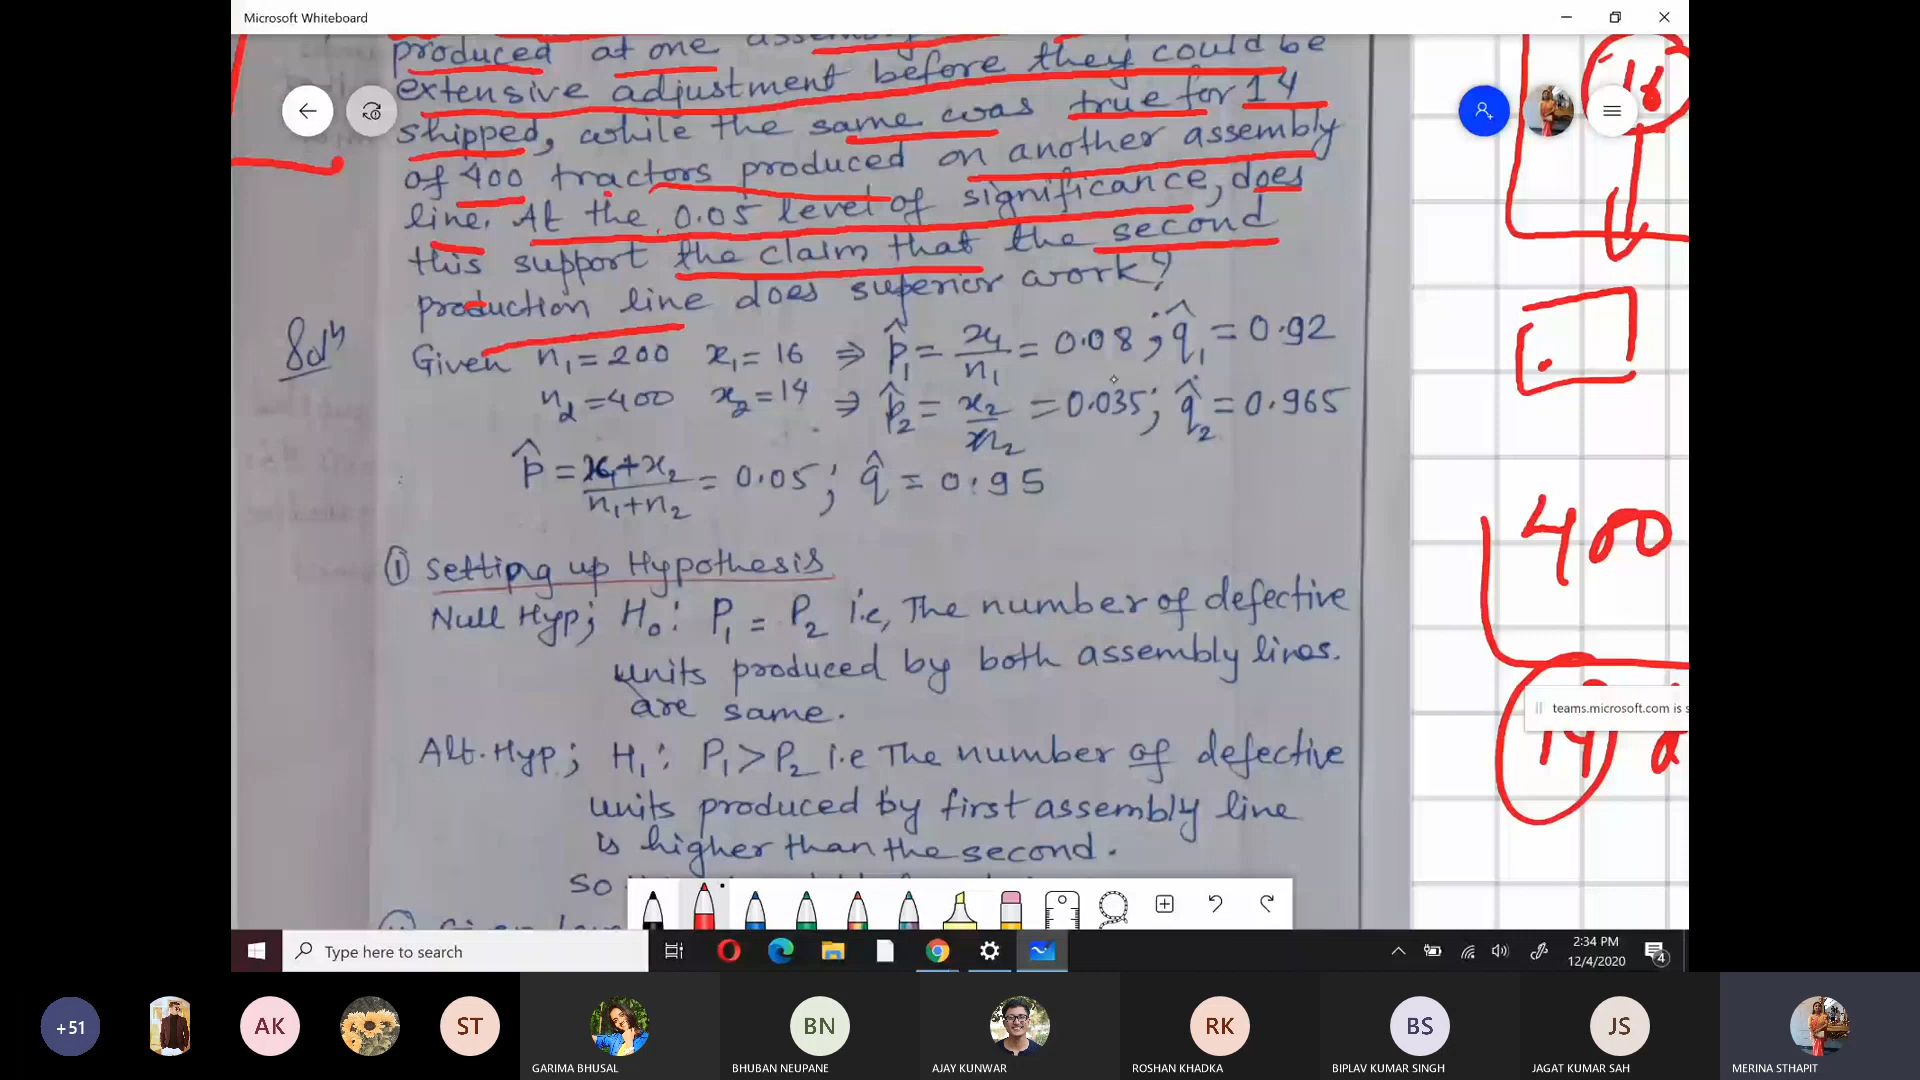 Microsoft Whiteboard
produced at one
extensive adjustment before they could be
shipped, while the same was true for 14
of 400 tractors produced on another assembly
line. At the 0.05 level of significance, does
this support the claim that the second
production line does superior work?
Solⁿ
Given n₁ = 200 x₁ = 16 ⇒ p̂₁ = x₁/n₁ = 0.08 ; q̂₁ = 0.92
n₂ = 400 x₂ = 14 ⇒ p̂₂ = x₂/n₂ = 0.035 ; q̂₂ = 0.965
p̂ = x₁+x₂/n₁+n₂ = 0.05 ; q̂ = 0.95
① Setting up Hypothesis
Null Hyp; H₀ : P₁ = P₂ i.e, The number of defective
units produced by both assembly lines.
are same.
Alt. Hyp ; H₁ : P₁ > P₂ i.e The number of defective
units produced by first assembly line
is higher than the second.
So
16
400
14
teams.microsoft.com is s
Type here to search
2:34 PM
12/4/2020
4
+51
AK
ST
BN
RK
BS
JS
GARIMA BHUSAL
BHUBAN NEUPANE
AJAY KUNWAR
ROSHAN KHADKA
BIPLAV KUMAR SINGH
JAGAT KUMAR SAH
MERINA STHAPIT